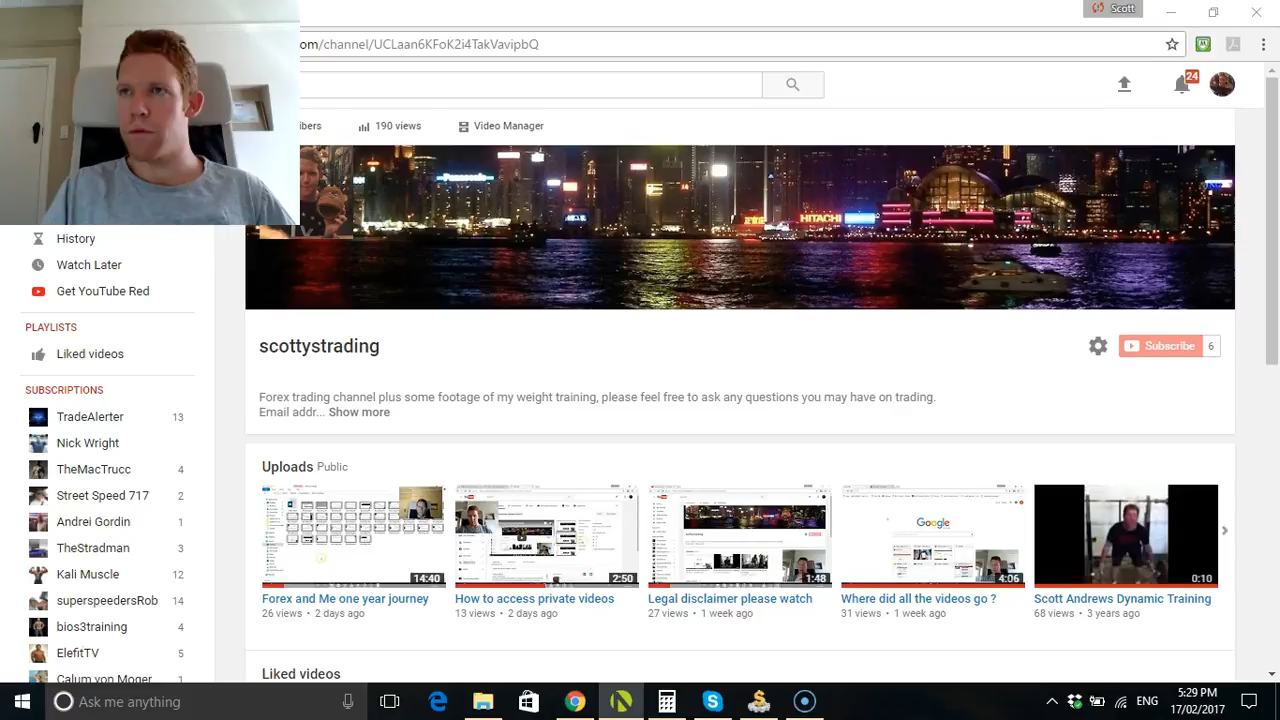 Scott
om/channel/UCLaan6KFoK2i4TakVavipbQ
24
ibers 190 views Video Manager
Panasonic
HITACHI
History
Watch Later
Get YouTube Red
PLAYLISTS
Liked videos
SUBSCRIPTIONS
TradeAlerter 13
Nick Wright
TheMacTrucc 4
Street Speed 717 2
Andrei Gordin 1
TheStradman 3
Kali Muscle 12
superspeedersRob 14
bios3training 4
ElefitTV 5
Calum von Moger 1
scottystrading
Subscribe 6
Forex trading channel plus some footage of my weight training, please feel free to ask any questions you may have on trading.
Email addr... Show more
Uploads Public
14:40 2:50 1:48 Google 4:06 0:10
Forex and Me one year journey
26 views • 2 days ago
How to access private videos
13 views • 2 days ago
Legal disclaimer please watch
27 views • 1 week ago
Where did all the videos go ?
31 views • 1 week ago
Scott Andrews Dynamic Training
68 views • 3 years ago
Liked videos
Ask me anything
ENG
5:29 PM
17/02/2017